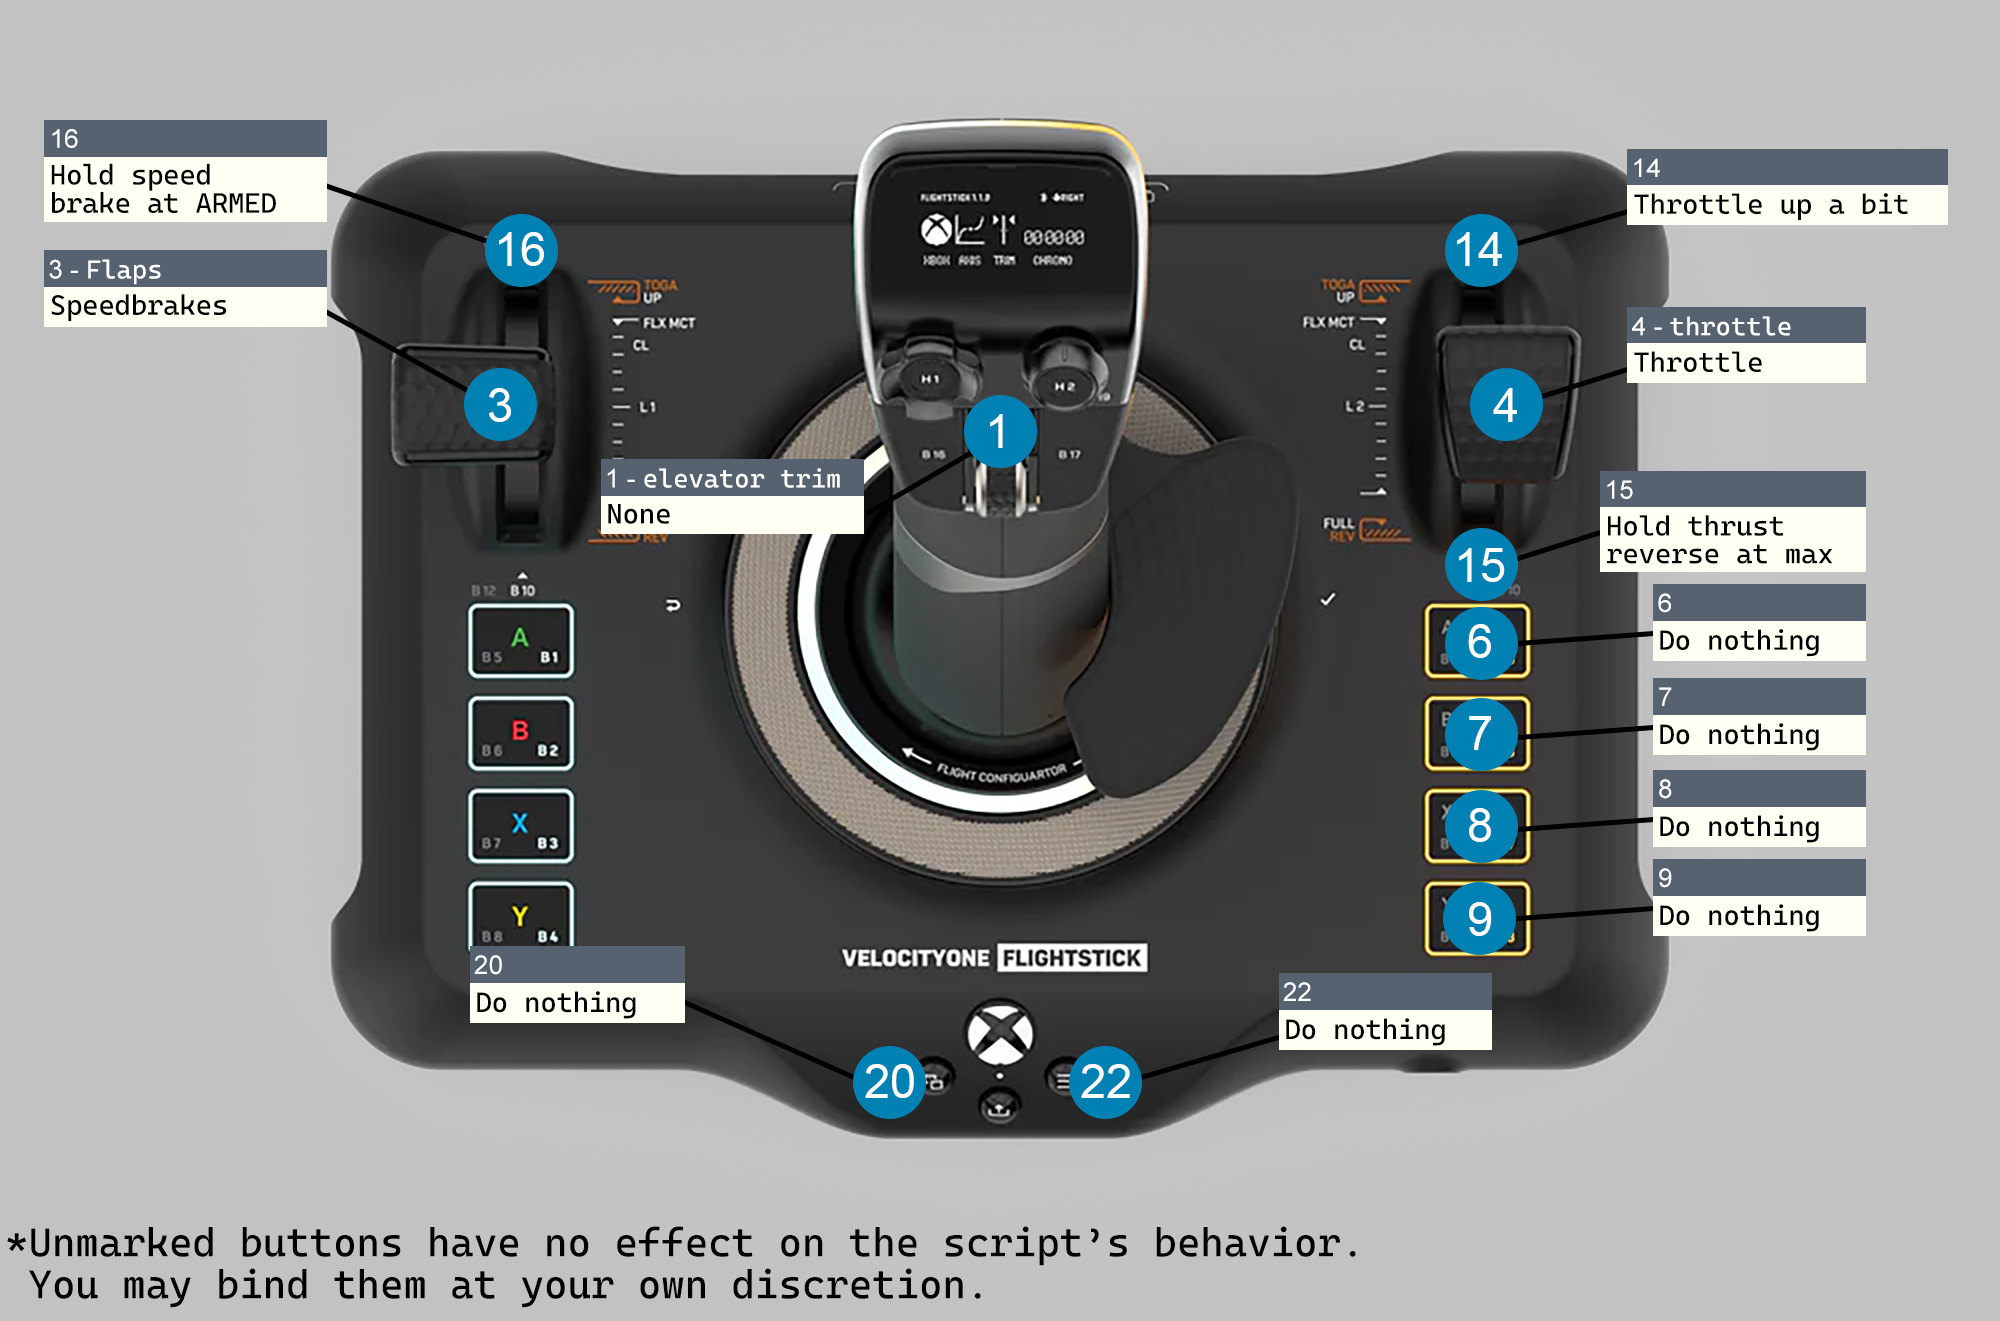 16
Hold speed
brake at ARMED
3 - Flaps
Speedbrakes
16
3
TOGA
UP
FLX MCT
CL
L1
REV
FLIGHTSTICK 1.1.0
XBOX AXIS TRIM CHRONO
000000
H1
H2
1
B16
B17
1 - elevator trim
None
14
Throttle up a bit
14
4 - throttle
Throttle
4
TOGA
UP
FLX MCT
CL
L2
FULL
REV
15
Hold thrust
reverse at max
15
B12 B10
A
B5 B1
B
B6 B2
X
B7 B3
Y
B8 B4
6
Do nothing
6
7
Do nothing
7
8
Do nothing
8
9
Do nothing
9
FLIGHT CONFIGUARTOR
VELOCITYONE FLIGHTSTICK
20
Do nothing
20
22
Do nothing
22
*Unmarked buttons have no effect on the script's behavior.
You may bind them at your own discretion.